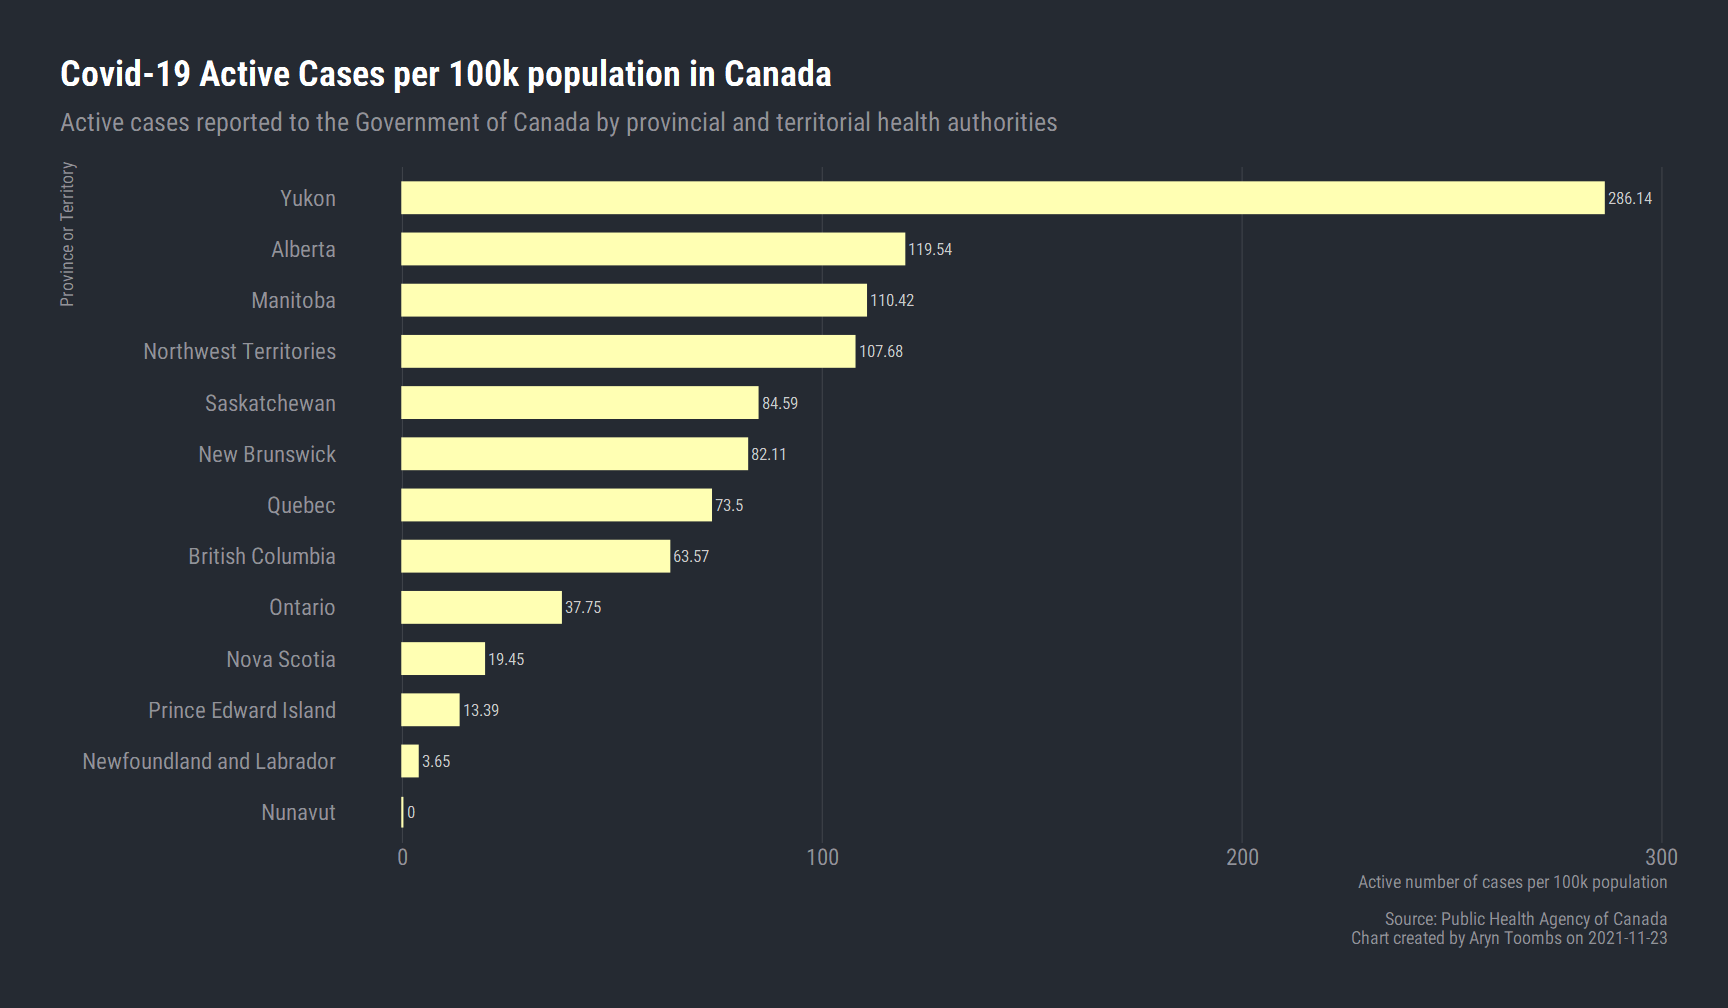 Covid-19 Active Cases per 100k population in Canada
Active cases reported to the Government of Canada by provincial and territorial health authorities
Province or Territory
Yukon 286.14
Alberta 119.54
Manitoba 110.42
Northwest Territories 107.68
Saskatchewan 84.59
New Brunswick 82.11
Quebec 73.5
British Columbia 63.57
Ontario 37.75
Nova Scotia 19.45
Prince Edward Island 13.39
Newfoundland and Labrador 3.65
Nunavut 0
0 100 200 300
Active number of cases per 100k population
Source: Public Health Agency of Canada
Chart created by Aryn Toombs on 2021-11-23